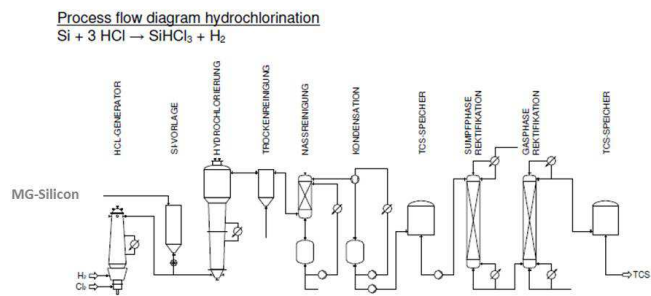 Process flow diagram hydrochlorination
Si + 3 HCl → SiHCl₃ + H₂
HCL GENERATOR
SI-VORLAGE
HYDROCHLORIERUNG
TROCKENREINIGUNG
NASSREINIGUNG
KONDENSATION
TCS-SPEICHER
SUMPFPHASE
REKTIFIKATION
GASPHASE
REKTIFIKATION
TCS-SPEICHER
MG-Silicon
H₂
Cl₂
TCS